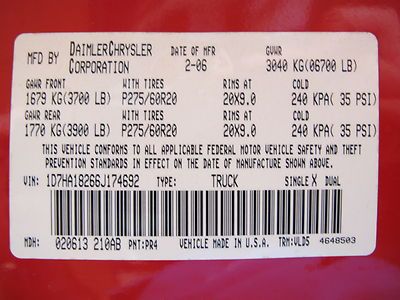 MFD BY DAIMLERCHRYSLER CORPORATION DATE OF MFR 2-06 GVWR 3040 KG(06700 LB)
GAWR FRONT WITH TIRES RIMS AT COLD
1679 KG(3700 LB) P275/60R20 20X9.0 240 KPA( 35 PSI)
GAWR REAR WITH TIRES RIMS AT COLD
1770 KG(3900 LB) P275/60R20 20X9.0 240 KPA( 35 PSI)
THIS VEHICLE CONFORMS TO ALL APPLICABLE FEDERAL MOTOR VEHICLE SAFETY AND THEFT
PREVENTION STANDARDS IN EFFECT ON THE DATE OF MANUFACTURE SHOWN ABOVE.
VIN: 1D7HA18266J174692 TYPE: TRUCK SINGLE X DUAL
MDH: 020613 210AB PNT:PR4 VEHICLE MADE IN U.S.A. TRM:VLD5 4648503